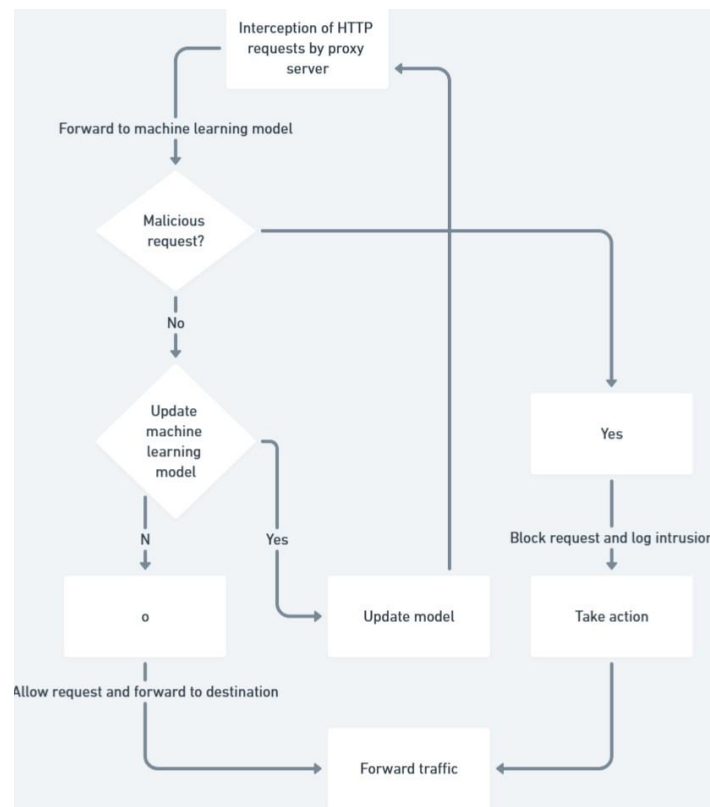 Interception of HTTP
requests by proxy
server
Forward to machine learning model
Malicious
request?
No
Update
machine
learning
model
Yes
N
Yes
Block request and log intrusion
o
Update model
Take action
Allow request and forward to destination
Forward traffic